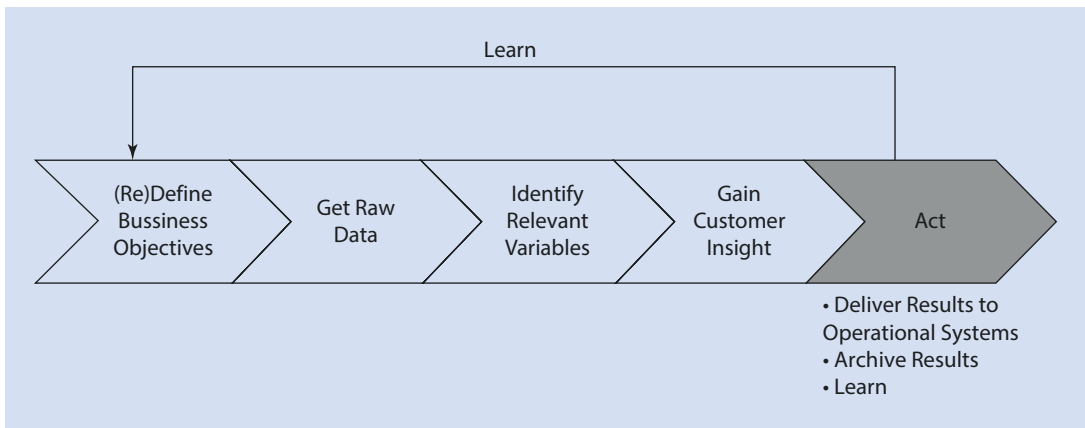 Learn
(Re)Define
Bussiness
Objectives
Get Raw
Data
Identify
Relevant
Variables
Gain
Customer
Insight
Act
• Deliver Results to
Operational Systems
• Archive Results
• Learn